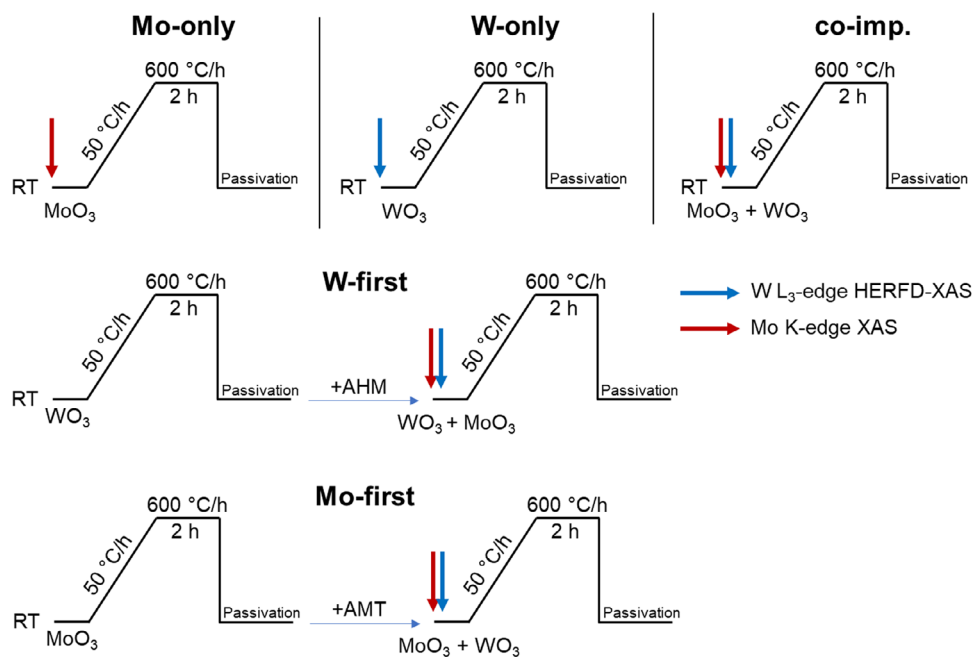 Mo-only
W-only
co-imp.
600 °C/h
2 h
50 °C/h
RT
MoO₃
Passivation
600 °C/h
2 h
50 °C/h
RT
WO₃
Passivation
600 °C/h
2 h
50 °C/h
RT
MoO₃ + WO₃
Passivation
W-first
600 °C/h
2 h
50 °C/h
RT
WO₃
Passivation
+AHM
600 °C/h
2 h
50 °C/h
WO₃ + MoO₃
Passivation
W L₃-edge HERFD-XAS
Mo K-edge XAS
Mo-first
600 °C/h
2 h
50 °C/h
RT
MoO₃
Passivation
+AMT
600 °C/h
2 h
50 °C/h
MoO₃ + WO₃
Passivation